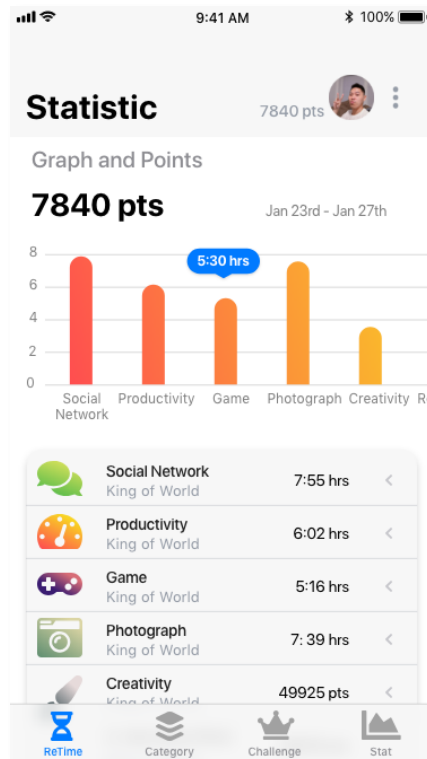 9:41 AM
100%
Statistic
7840 pts
Graph and Points
7840 pts
Jan 23rd - Jan 27th
8
5:30 hrs
6
4
2
0
Social Network
Productivity
Game
Photograph
Creativity
Social Network
King of World
7:55 hrs
Productivity
King of World
6:02 hrs
Game
King of World
5:16 hrs
Photograph
King of World
7: 39 hrs
Creativity
King of World
49925 pts
ReTime
Category
Challenge
Stat